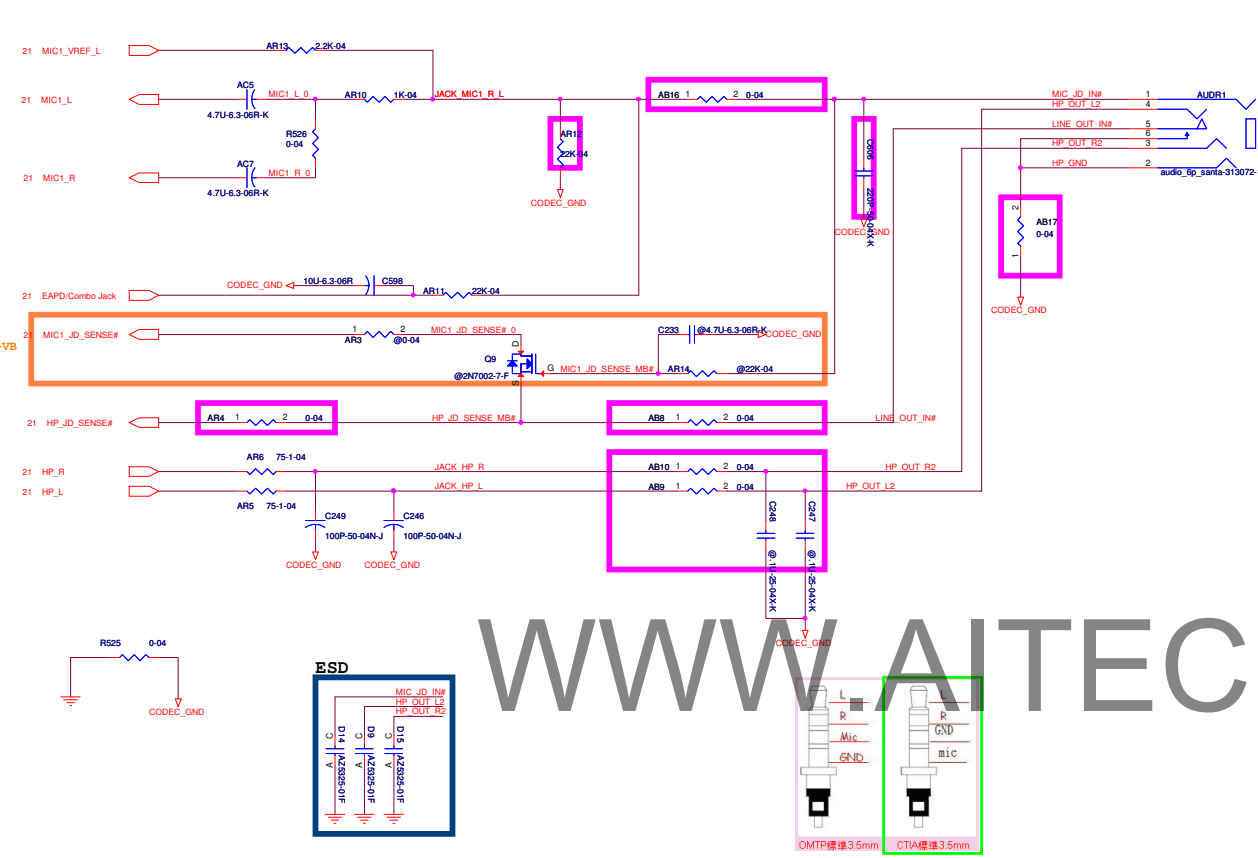 21 MIC1_VREF_L
AR13 2.2K-04
21 MIC1_L
AC5
4.7U-6.3-06R-K
MIC1_L_0
AR10 1K-04
JACK_MIC1_R_L
AB16 1 2 0-04
MIC_JD_IN# 1
AUDR1
HP_OUT_L2 4
LINE_OUT_IN# 5
6
HP_OUT_R2 3
HP_GND 2
audio_6p_santa-313072-
R526
0-04
AR12
22K-04
CODEC_GND
C606
220P-50-04X-K
CODEC_GND
21 MIC1_R
AC7
4.7U-6.3-06R-K
MIC1_R_0
2
AB17
0-04
1
CODEC_GND
21 EAPD/Combo Jack
CODEC_GND
10U-6.3-06R
C598
AR11 22K-04
-VB
21 MIC1_JD_SENSE#
1 2
AR3 @0-04
MIC1_JD_SENSE#_0
D
Q9
@2N7002-7-F
G
S
MIC1_JD_SENSE_MB#
C233 @4.7U-6.3-06R-K
CODEC_GND
AR14 @22K-04
21 HP_JD_SENSE#
AR4 1 2 0-04
HP_JD_SENSE_MB#
AB8 1 2 0-04
LINE_OUT_IN#
21 HP_R
AR6 75-1-04
JACK_HP_R
AB10 1 2 0-04
HP_OUT_R2
21 HP_L
AR5 75-1-04
JACK_HP_L
AB9 1 2 0-04
HP_OUT_L2
C249
100P-50-04N-J
CODEC_GND
C246
100P-50-04N-J
CODEC_GND
C248
@.1U-25-04X-K
C247
@.1U-25-04X-K
CODEC_GND
R525 0-04
CODEC_GND
WWW.AITEC
ESD
MIC_JD_IN#
HP_OUT_L2
HP_OUT_R2
C
D14
A
AZ5325-01F
C
D9
A
AZ5325-01F
C
D15
A
AZ5325-01F
L
R
Mic
GND
OMTP標準3.5mm
L
R
GND
mic
CTIA標準3.5mm